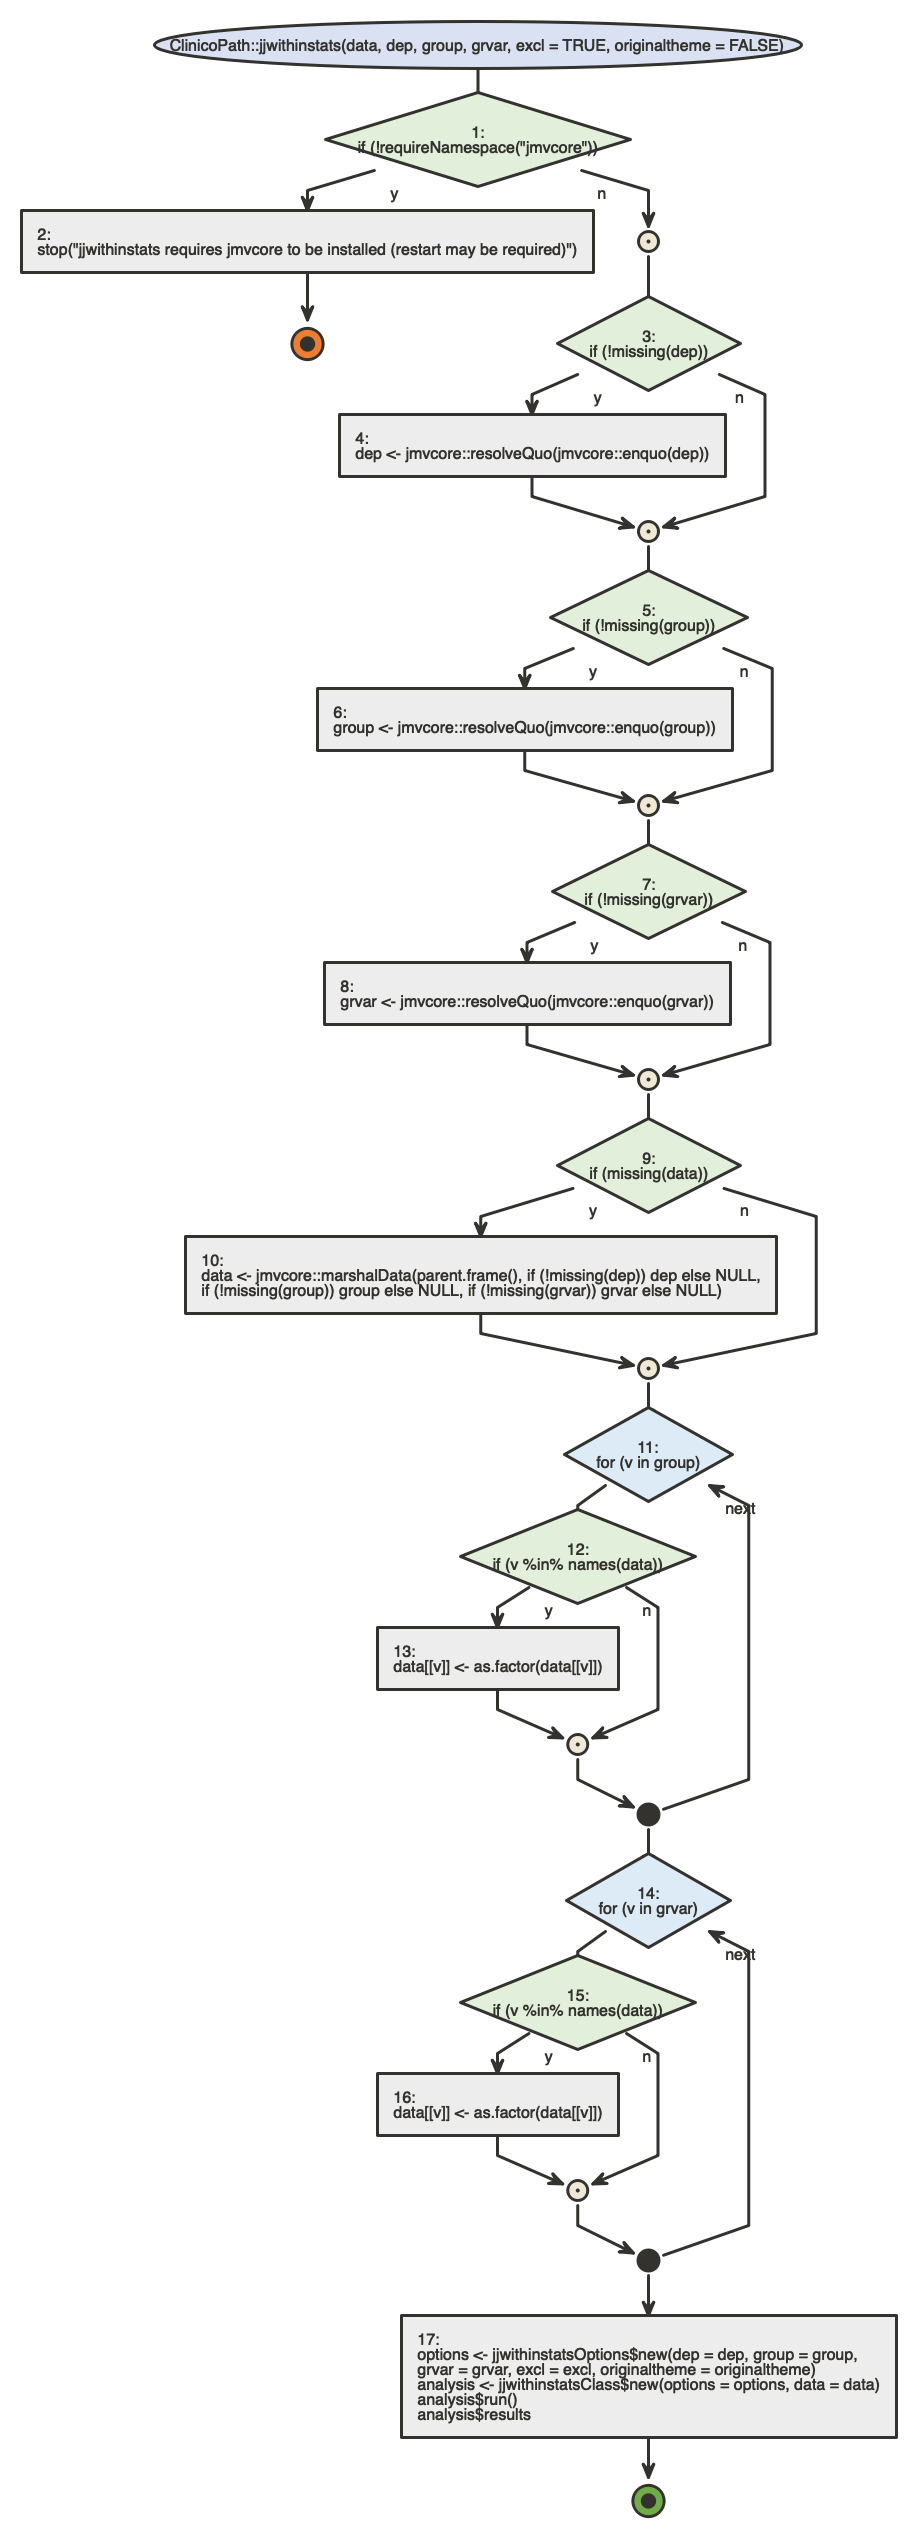 ClinicoPath::jjwithinstats(data, dep, group, grvar, excl = TRUE, originaltheme = FALSE)
1:
if (!requireNamespace("jmvcore"))
y
n
2:
stop("jjwithinstats requires jmvcore to be installed (restart may be required)")
3:
if (!missing(dep))
y
n
4:
dep <- jmvcore::resolveQuo(jmvcore::enquo(dep))
5:
if (!missing(group))
y
n
6:
group <- jmvcore::resolveQuo(jmvcore::enquo(group))
7:
if (!missing(grvar))
y
n
8:
grvar <- jmvcore::resolveQuo(jmvcore::enquo(grvar))
9:
if (missing(data))
y
n
10:
data <- jmvcore::marshalData(parent.frame(), if (!missing(dep)) dep else NULL,
if (!missing(group)) group else NULL, if (!missing(grvar)) grvar else NULL)
11:
for (v in group)
next
12:
if (v %in% names(data))
y
n
13:
data[[v]] <- as.factor(data[[v]])
14:
for (v in grvar)
next
15:
if (v %in% names(data))
y
n
16:
data[[v]] <- as.factor(data[[v]])
17:
options <- jjwithinstatsOptions$new(dep = dep, group = group,
grvar = grvar, excl = excl, originaltheme = originaltheme)
analysis <- jjwithinstatsClass$new(options = options, data = data)
analysis$run()
analysis$results